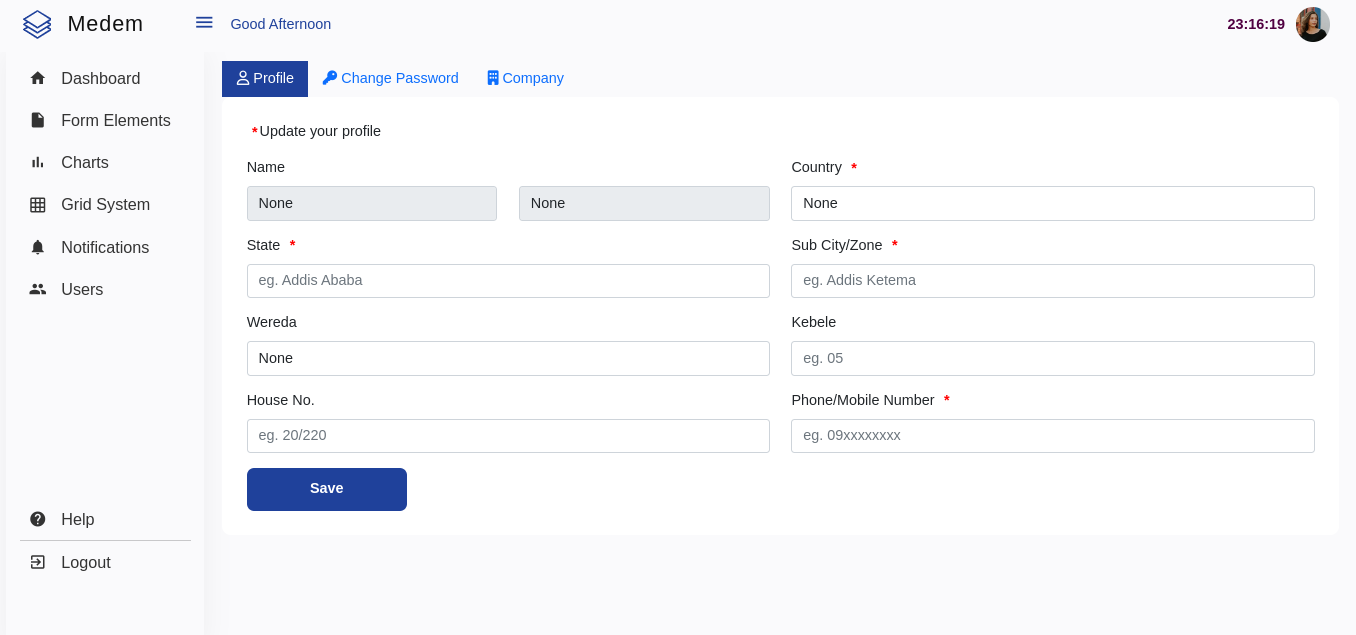 Medem
Good Afternoon
23:16:19
Dashboard
Form Elements
Charts
Grid System
Notifications
Users
Help
Logout
Profile
Change Password
Company
*Update your profile
Name
None
None
Country *
None
State *
eg. Addis Ababa
Sub City/Zone *
eg. Addis Ketema
Wereda
None
Kebele
eg. 05
House No.
eg. 20/220
Phone/Mobile Number *
eg. 09xxxxxxxx
Save